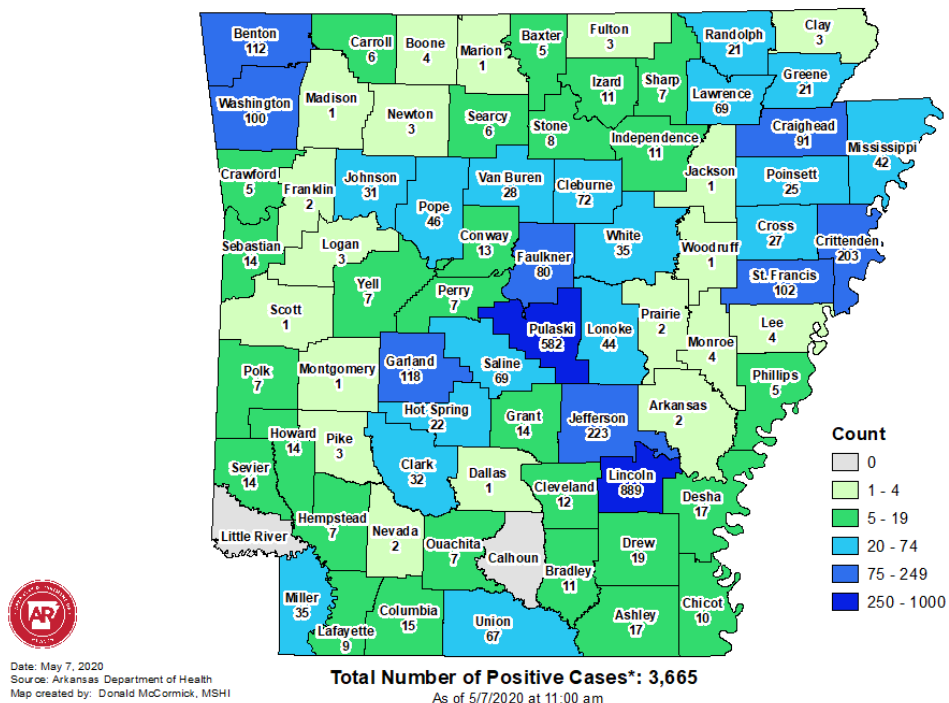 Benton
112
Carroll
6
Boone
4
Marion
1
Baxter
5
Fulton
3
Randolph
21
Clay
3
Washington
100
Madison
1
Newton
3
Searcy
6
Stone
8
Izard
11
Sharp
7
Lawrence
69
Greene
21
Independence
11
Craighead
91
Mississippi
42
Crawford
5
Franklin
2
Johnson
31
Pope
46
Van Buren
28
Cleburne
72
Jackson
1
Poinsett
25
Sebastian
14
Logan
3
Conway
13
Faulkner
80
White
35
Woodruff
1
Cross
27
Crittenden
203
St. Francis
102
Scott
1
Yell
7
Perry
7
Pulaski
582
Lonoke
44
Prairie
2
Monroe
4
Lee
4
Phillips
5
Polk
7
Montgomery
1
Garland
118
Saline
69
Hot Spring
22
Grant
14
Jefferson
223
Arkansas
2
Howard
14
Pike
3
Clark
32
Dallas
1
Cleveland
12
Lincoln
889
Desha
17
Sevier
14
Little River
Hempstead
7
Nevada
2
Ouachita
7
Calhoun
Bradley
11
Drew
19
Miller
35
Lafayette
9
Columbia
15
Union
67
Ashley
17
Chicot
10
Count
0
1 - 4
5 - 19
20 - 74
75 - 249
250 - 1000
AR
Date: May 7, 2020
Source: Arkansas Department of Health
Map created by: Donald McCormick, MSHI
Total Number of Positive Cases*: 3,665
As of 5/7/2020 at 11:00 am